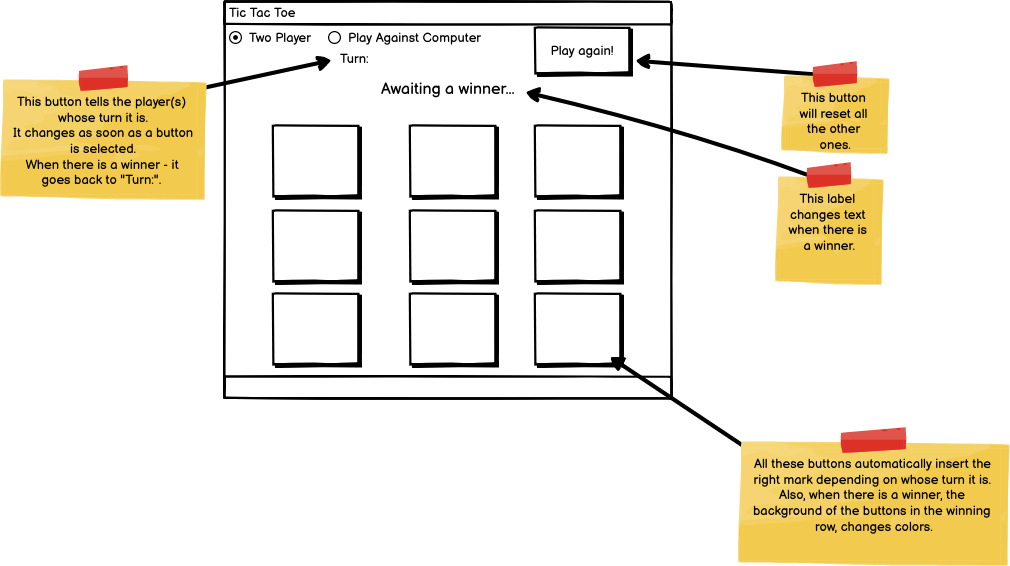 Tic Tac Toe
Two Player
Play Against Computer
Play again!
Turn:
Awaiting a winner...
This button tells the player(s)
whose turn it is.
It changes as soon as a button
is selected.
When there is a winner - it
goes back to "Turn:".
This button
will reset all
the other
ones.
This label
changes text
when there is
a winner.
All these buttons automatically insert the
right mark depending on whose turn it is.
Also, when there is a winner, the
background of the buttons in the winning
row, changes colors.